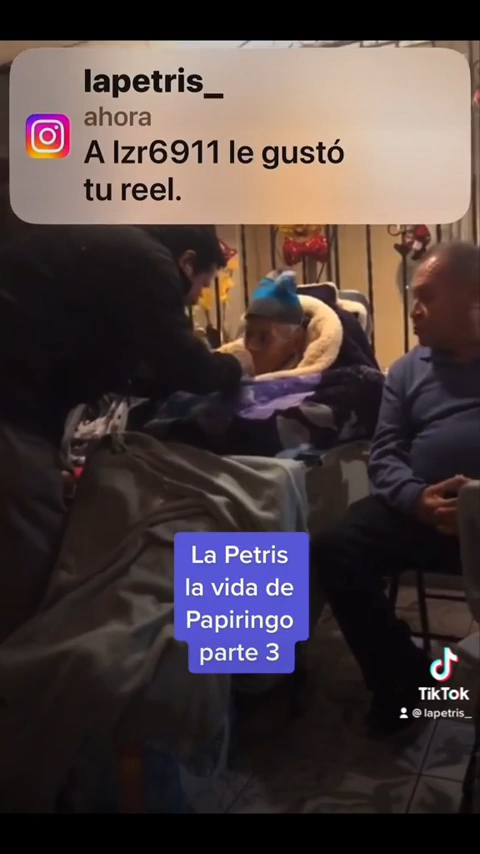 lapetris_
ahora
A lzr6911 le gustó
tu reel.
La Petris
la vida de
Papiringo
parte 3
TikTok
@lapetris_